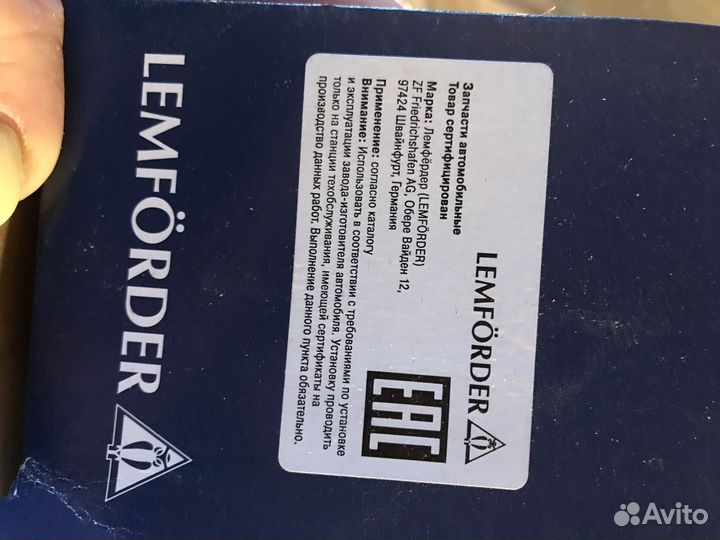 LEMFÖRDER
LEMFÖRDER
Запчасти автомобильные
Товар сертифицирован
Марка: Лемфёрдер (LEMFÖRDER)
ZF Friedrichshafen AG, Обере Вайден 12,
97424 Швайнфурт, Германия
Применение: согласно каталогу
Внимание: Использовать в соответствии с требованиями по установке
и эксплуатации завода-изготовителя автомобиля. Установку проводить
только на станции техобслуживания, имеющей сертификаты на
производство данных работ. Выполнение данного пункта обязательно.
EAC
Avito